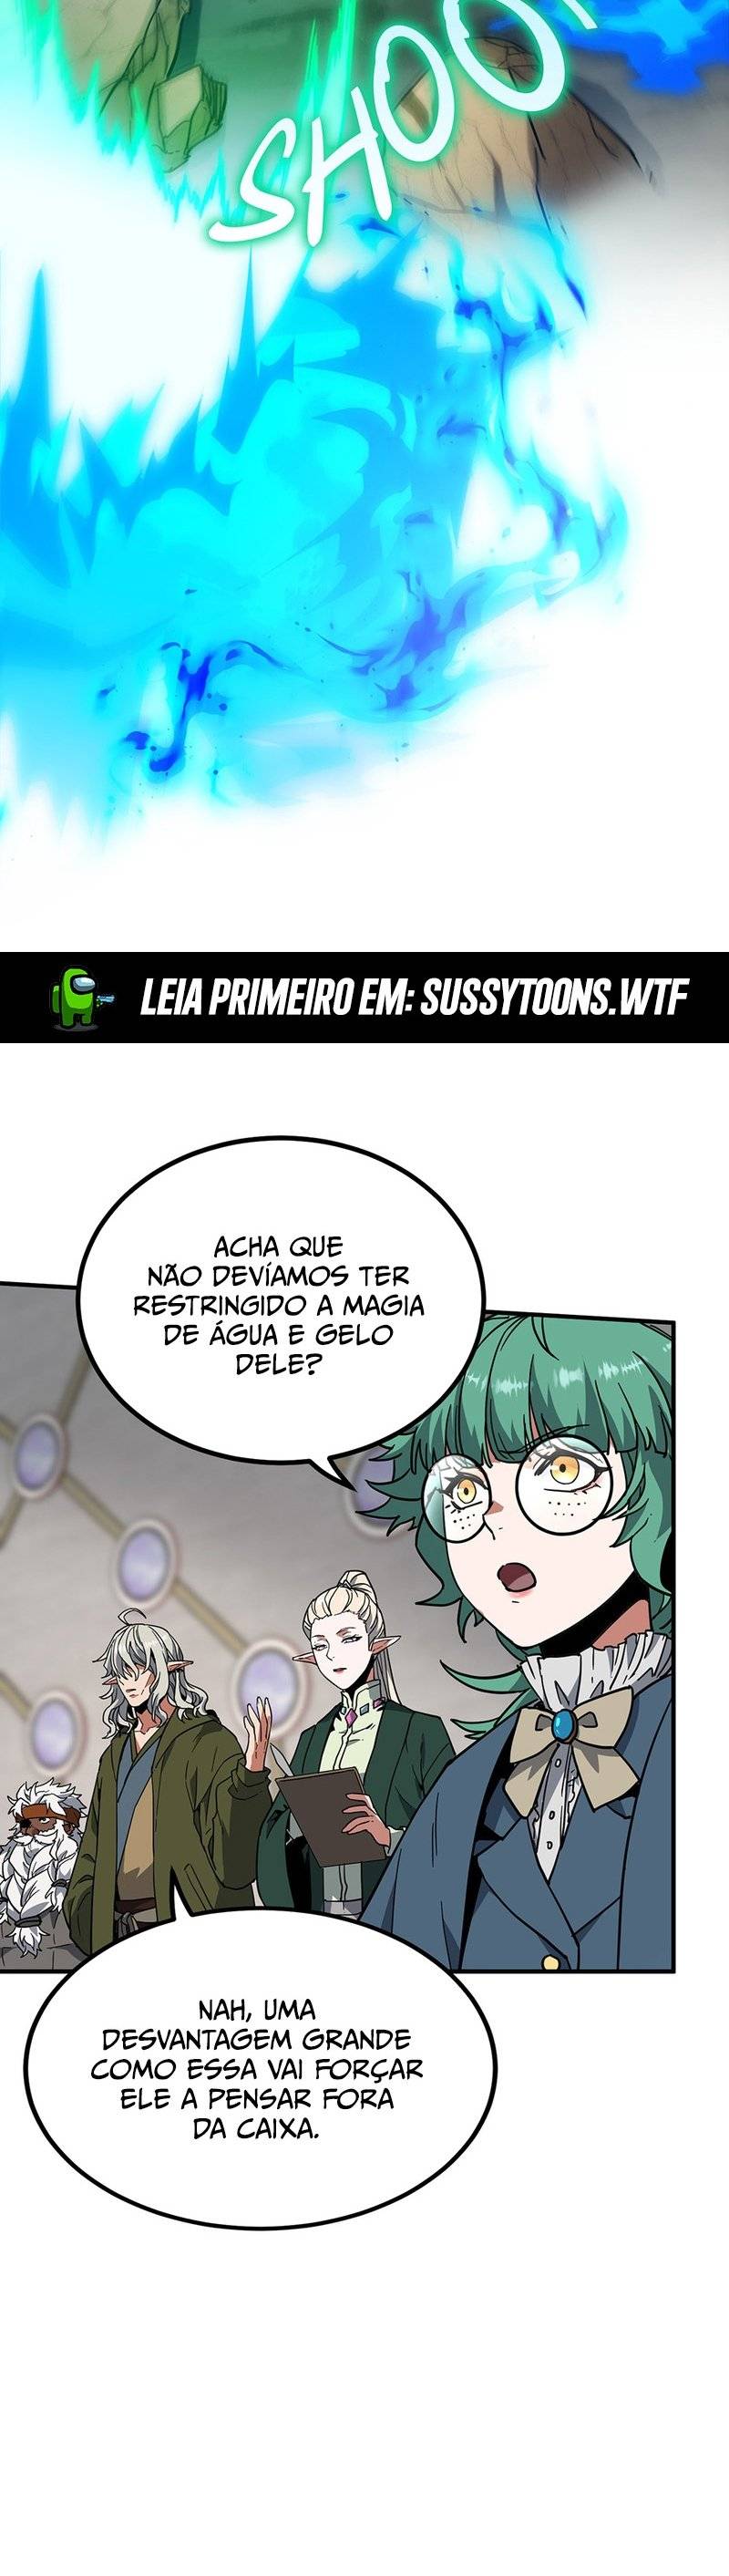 SHOO
LEIA PRIMEIRO EM: SUSSYTOONS.WTF
ACHA QUE
NÃO DEVÍAMOS TER
RESTRINGIDO A MAGIA
DE ÁGUA E GELO
DELE?
NAH, UMA
DESVANTAGEM GRANDE
COMO ESSA VAI FORÇAR
ELE A PENSAR FORA
DA CAIXA.